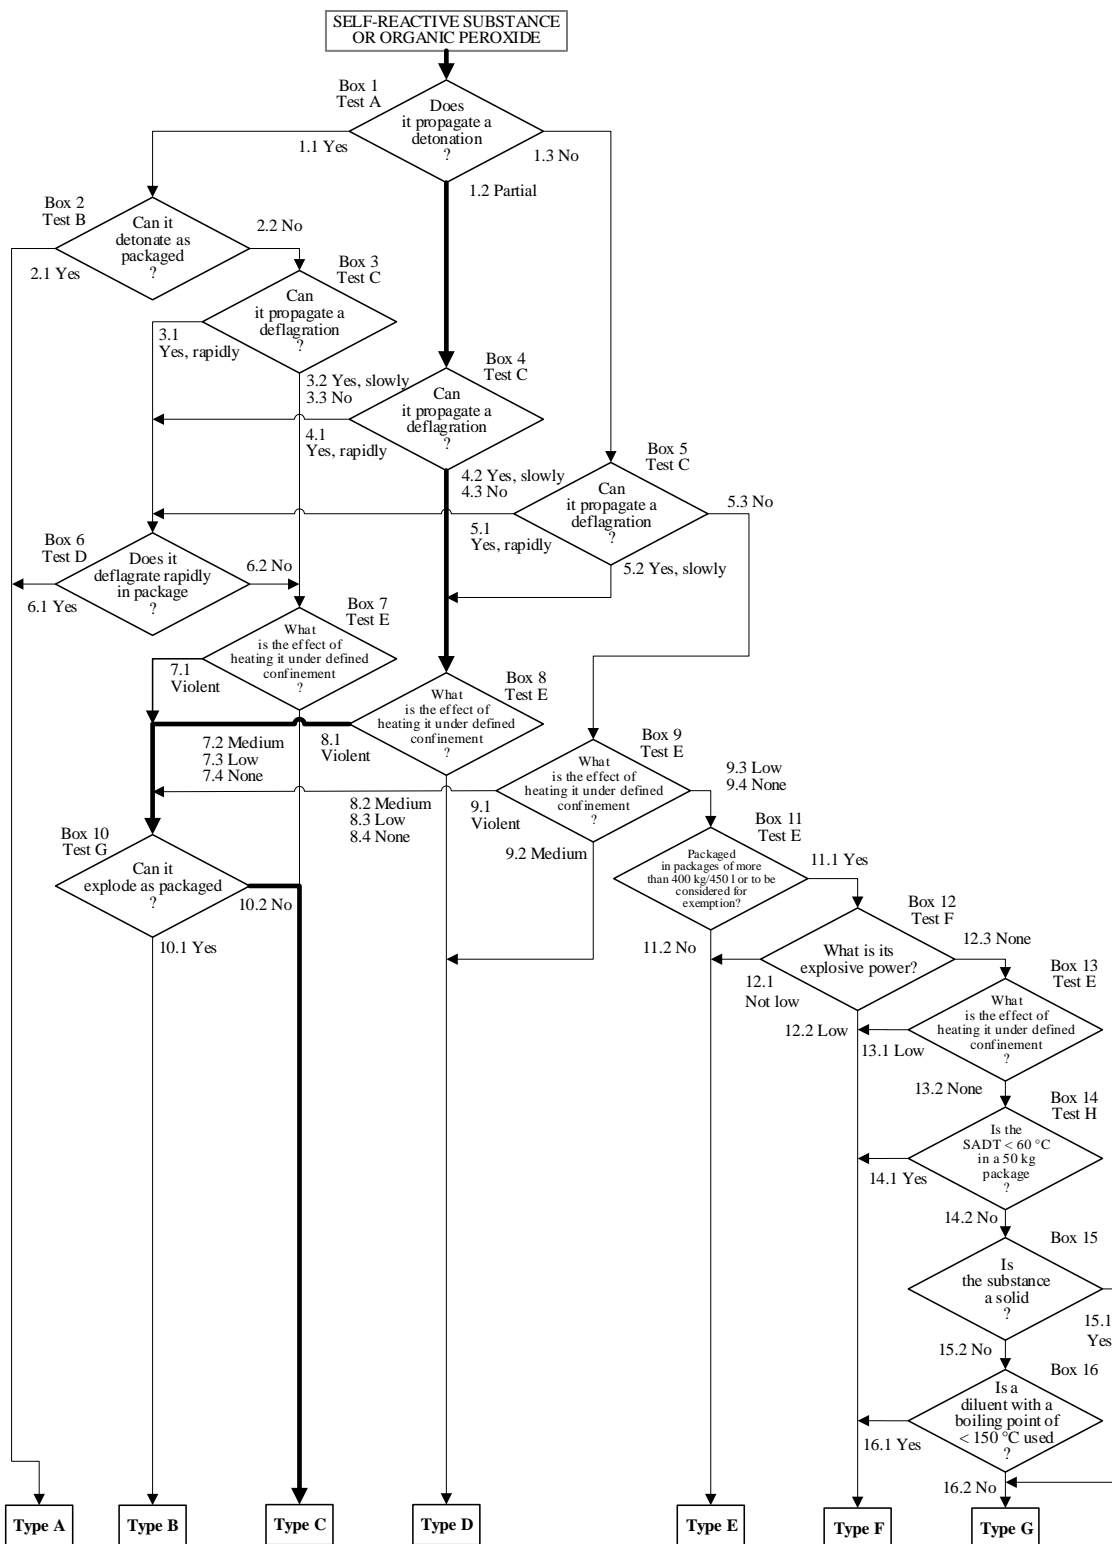 SELF-REACTIVE SUBSTANCE
OR ORGANIC PEROXIDE
Box 1
Test A
Does
it propagate a
detonation
?
1.1 Yes
1.3 No
1.2 Partial
Box 2
Test B
Can it
detonate as
packaged
?
2.2 No
2.1 Yes
Box 3
Test C
Can
it propagate a
deflagration
?
3.1
Yes, rapidly
3.2 Yes, slowly
3.3 No
Box 4
Test C
Can
it propagate a
deflagration
?
4.1
Yes, rapidly
4.2 Yes, slowly
4.3 No
Box 5
Test C
Can
it propagate a
deflagration
?
5.3 No
5.1
Yes, rapidly
5.2 Yes, slowly
Box 6
Test D
Does it
deflagrate rapidly
in package
?
6.2 No
6.1 Yes
Box 7
Test E
What
is the effect of
heating it under defined
confinement
?
7.1
Violent
7.2 Medium
7.3 Low
7.4 None
Box 8
Test E
What
is the effect of
heating it under defined
confinement
?
8.1
Violent
8.2 Medium
8.3 Low
8.4 None
Box 9
Test E
What
is the effect of
heating it under defined
confinement
?
9.1
Violent
9.2 Medium
9.3 Low
9.4 None
Box 10
Test G
Can it
explode as packaged
?
10.2 No
10.1 Yes
Box 11
Test E
Packaged
in packages of more
than 400 kg/450 l or to be
considered for
exemption?
11.1 Yes
11.2 No
Box 12
Test F
What is its
explosive power?
12.3 None
12.1
Not low
12.2 Low
Box 13
Test E
What
is the effect of
heating it under defined
confinement
?
13.1 Low
13.2 None
Box 14
Test H
Is the
SADT < 60 °C
in a 50 kg
package
?
14.1 Yes
14.2 No
Box 15
Is
the substance
a solid
?
15.1
Yes
15.2 No
Box 16
Is a
diluent with a
boiling point of
< 150 °C used
?
16.1 Yes
16.2 No
Type A
Type B
Type C
Type D
Type E
Type F
Type G